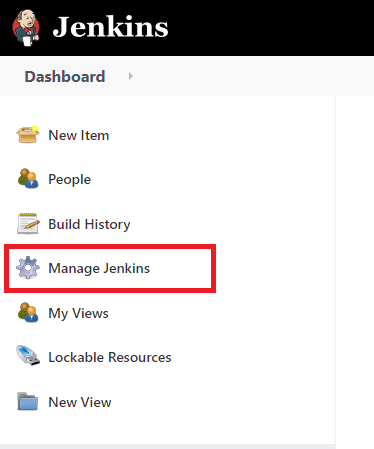 Jenkins
Dashboard
New Item
People
Build History
Manage Jenkins
My Views
Lockable Resources
New View